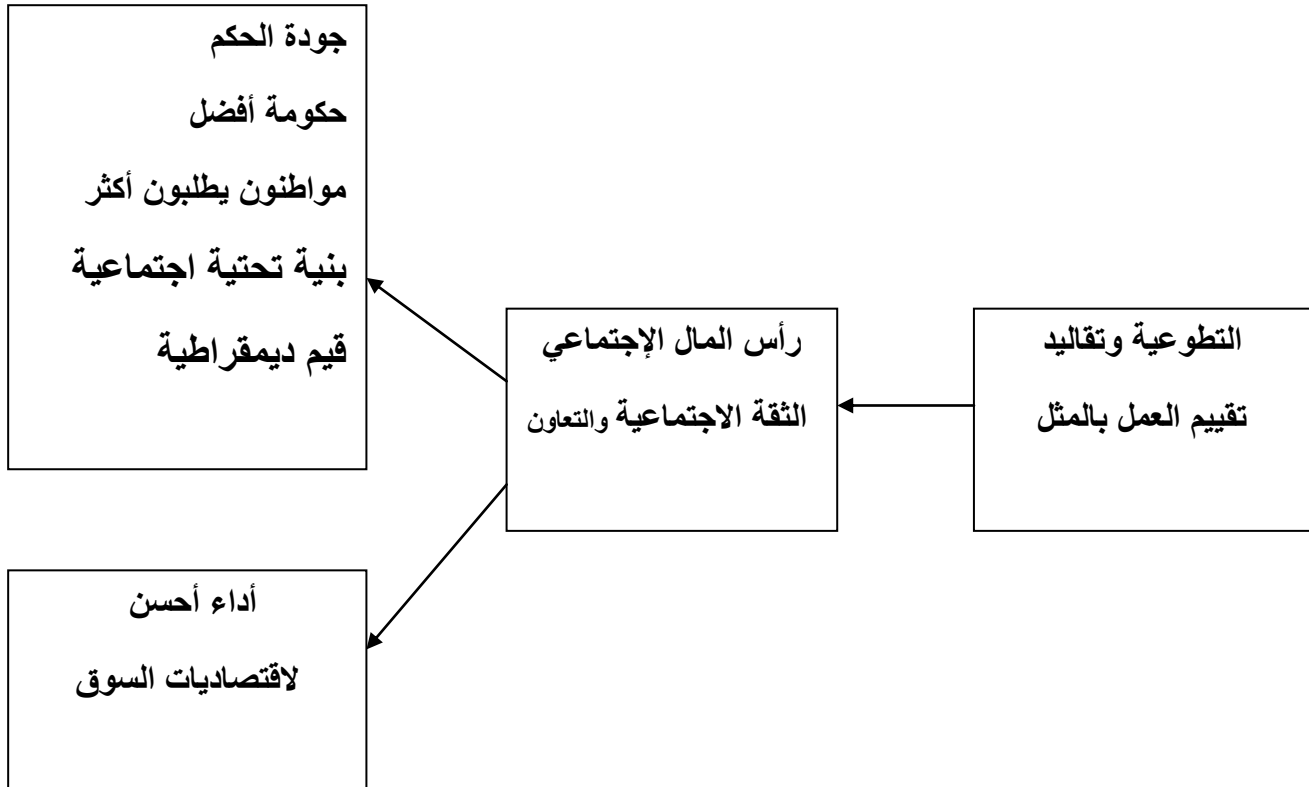 التطوعية وتقاليد
تقييم العمل بالمثل
رأس المال الإجتماعي
الثقة الاجتماعية والتعاون
جودة الحكم
حكومة أفضل
مواطنون يطلبون أكثر
بنية تحتية اجتماعية
قيم ديمقراطية
أداء أحسن
لاقتصاديات السوق